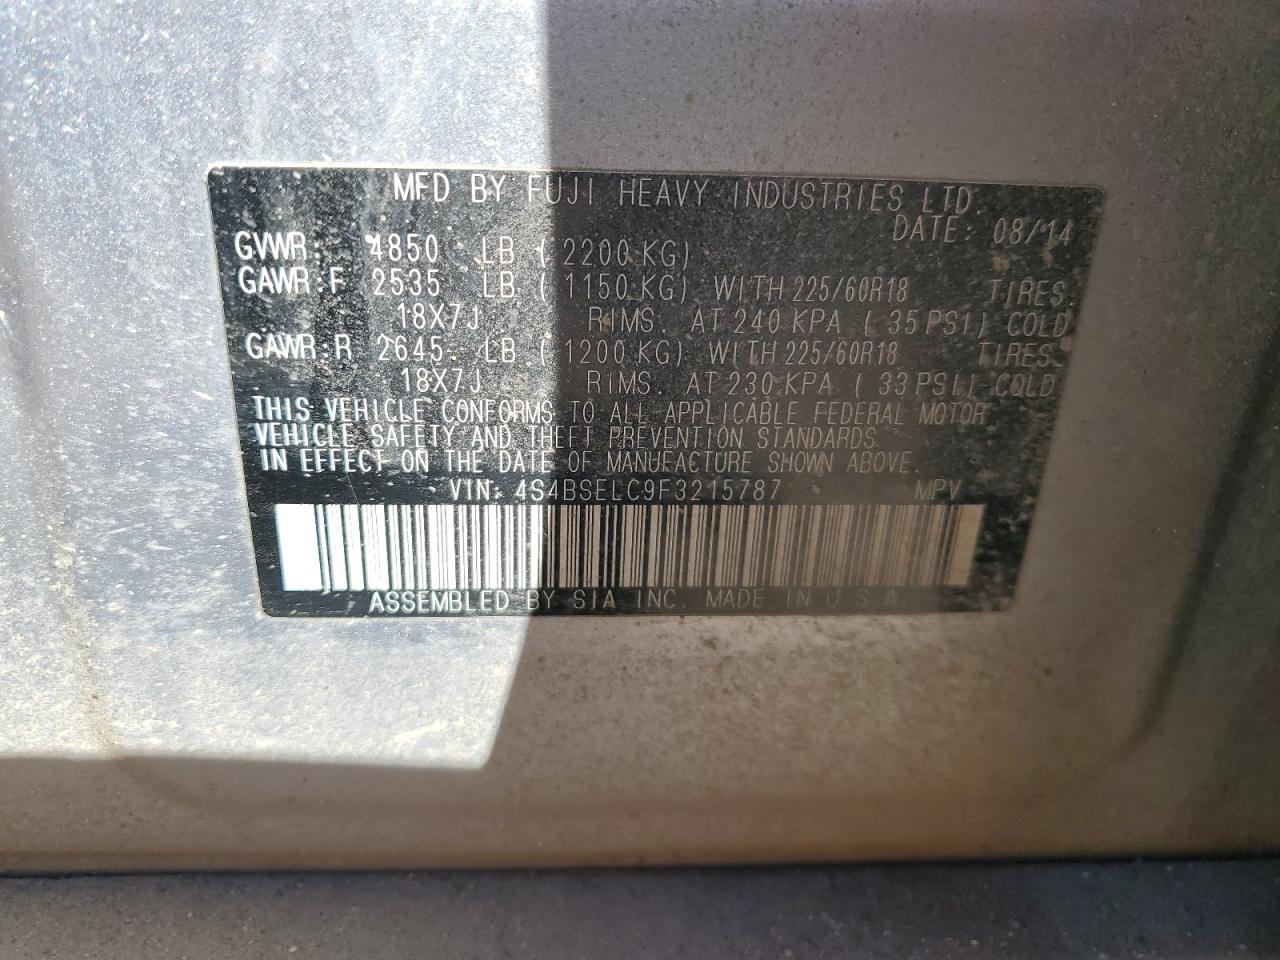 MFD BY FUJI HEAVY INDUSTRIES LTD.
DATE: 08/14
GVWR: 4850 LB ( 2200 KG)
GAWR:F 2535 LB ( 1150 KG) WITH 225/60R18 TIRES
18X7J RIMS. AT 240 KPA ( 35 PSI) COLD
GAWR:R 2645 LB ( 1200 KG) WITH 225/60R18 TIRES
18X7J RIMS. AT 230 KPA ( 33 PSI) COLD
THIS VEHICLE CONFORMS TO ALL APPLICABLE FEDERAL MOTOR
VEHICLE SAFETY AND THEFT PREVENTION STANDARDS
IN EFFECT ON THE DATE OF MANUFACTURE SHOWN ABOVE.
VIN: 4S4BSELC9F3215787 MPV
ASSEMBLED BY SIA INC. MADE IN U.S.A.